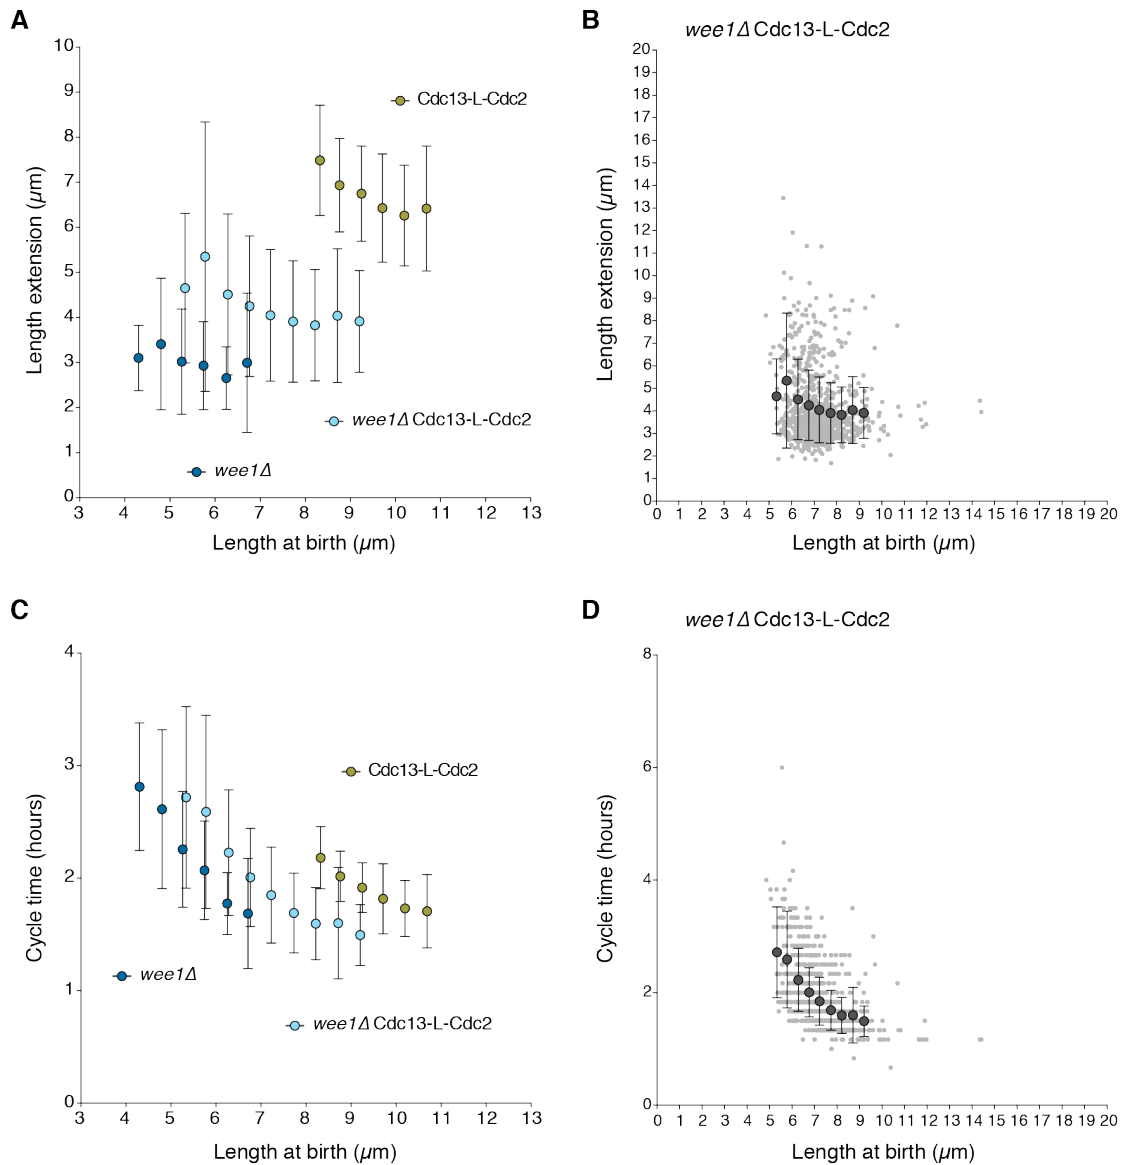 A
10
9
8
7
6
5
4
3
2
1
0
3 4 5 6 7 8 9 10 11 12 13
Length extension (µm)
Length at birth (µm)
Cdc13-L-Cdc2
wee1Δ Cdc13-L-Cdc2
wee1Δ
B
wee1Δ Cdc13-L-Cdc2
20
19
18
17
16
15
14
13
12
11
10
9
8
7
6
5
4
3
2
1
0
0 1 2 3 4 5 6 7 8 9 10 11 12 13 14 15 16 17 18 19 20
Length extension (µm)
Length at birth (µm)
C
4
3
2
1
0
3 4 5 6 7 8 9 10 11 12 13
Cycle time (hours)
Length at birth (µm)
Cdc13-L-Cdc2
wee1Δ
wee1Δ Cdc13-L-Cdc2
D
wee1Δ Cdc13-L-Cdc2
8
6
4
2
0
0 1 2 3 4 5 6 7 8 9 10 11 12 13 14 15 16 17 18 19 20
Cycle time (hours)
Length at birth (µm)